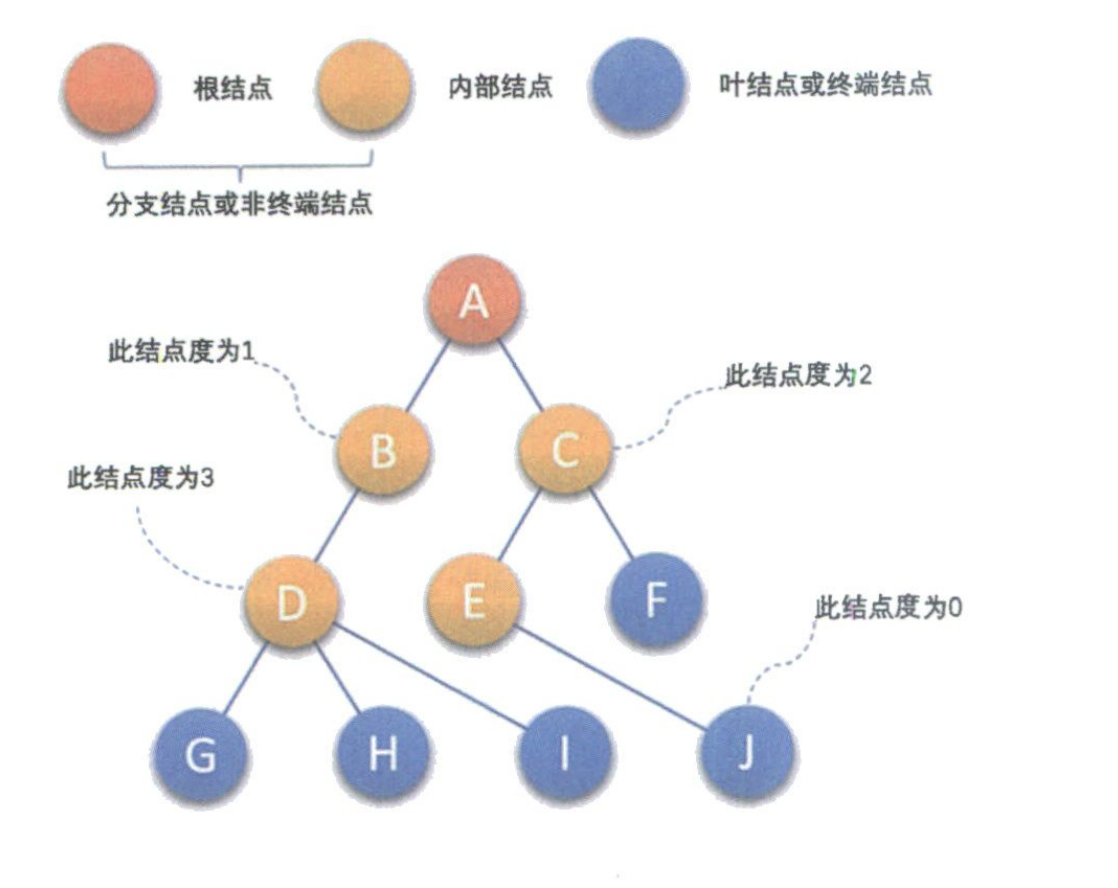 根结点 内部结点 叶结点或终端结点
分支结点或非终端结点
A
此结点度为1
此结点度为2
B C
此结点度为3
D E F
此结点度为0
G H I J